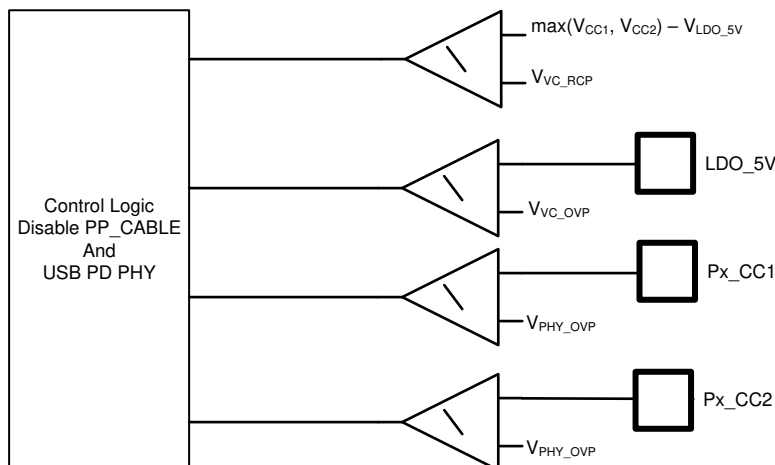 max(VCC1, VCC2) – VLDO_5V
VVC_RCP
LDO_5V
VVC_OVP
Control Logic
Disable PP_CABLE
And
USB PD PHY
Px_CC1
VPHY_OVP
Px_CC2
VPHY_OVP